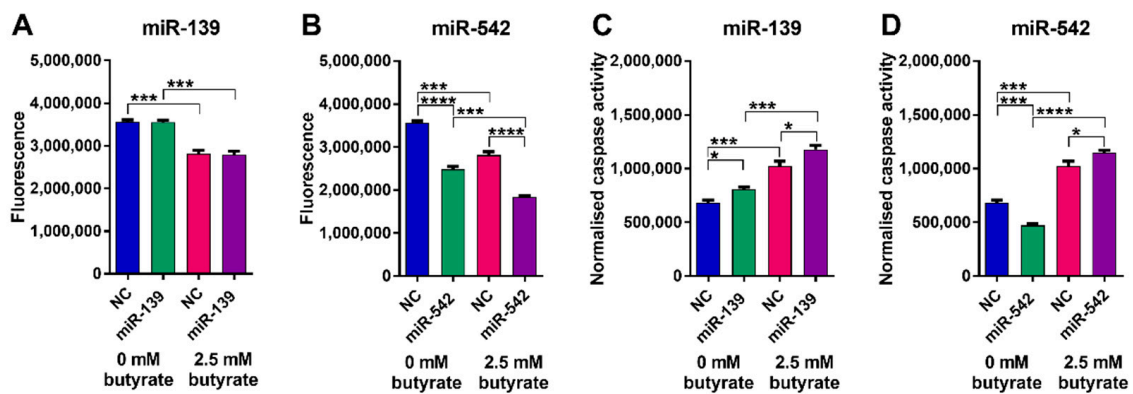 A
miR-139
Fluorescence
5,000,000
4,000,000
3,000,000
2,000,000
1,000,000
0
***
***
NC
miR-139
NC
miR-139
0 mM
butyrate
2.5 mM
butyrate
B
miR-542
Fluorescence
5,000,000
4,000,000
3,000,000
2,000,000
1,000,000
0
***
****
***
****
NC
miR-542
NC
miR-542
0 mM
butyrate
2.5 mM
butyrate
C
miR-139
Normalised caspase activity
2,000,000
1,500,000
1,000,000
500,000
0
***
***
*
*
NC
miR-139
NC
miR-139
0 mM
butyrate
2.5 mM
butyrate
D
miR-542
Normalised caspase activity
2,000,000
1,500,000
1,000,000
500,000
0
***
***
****
*
NC
miR-542
NC
miR-542
0 mM
butyrate
2.5 mM
butyrate